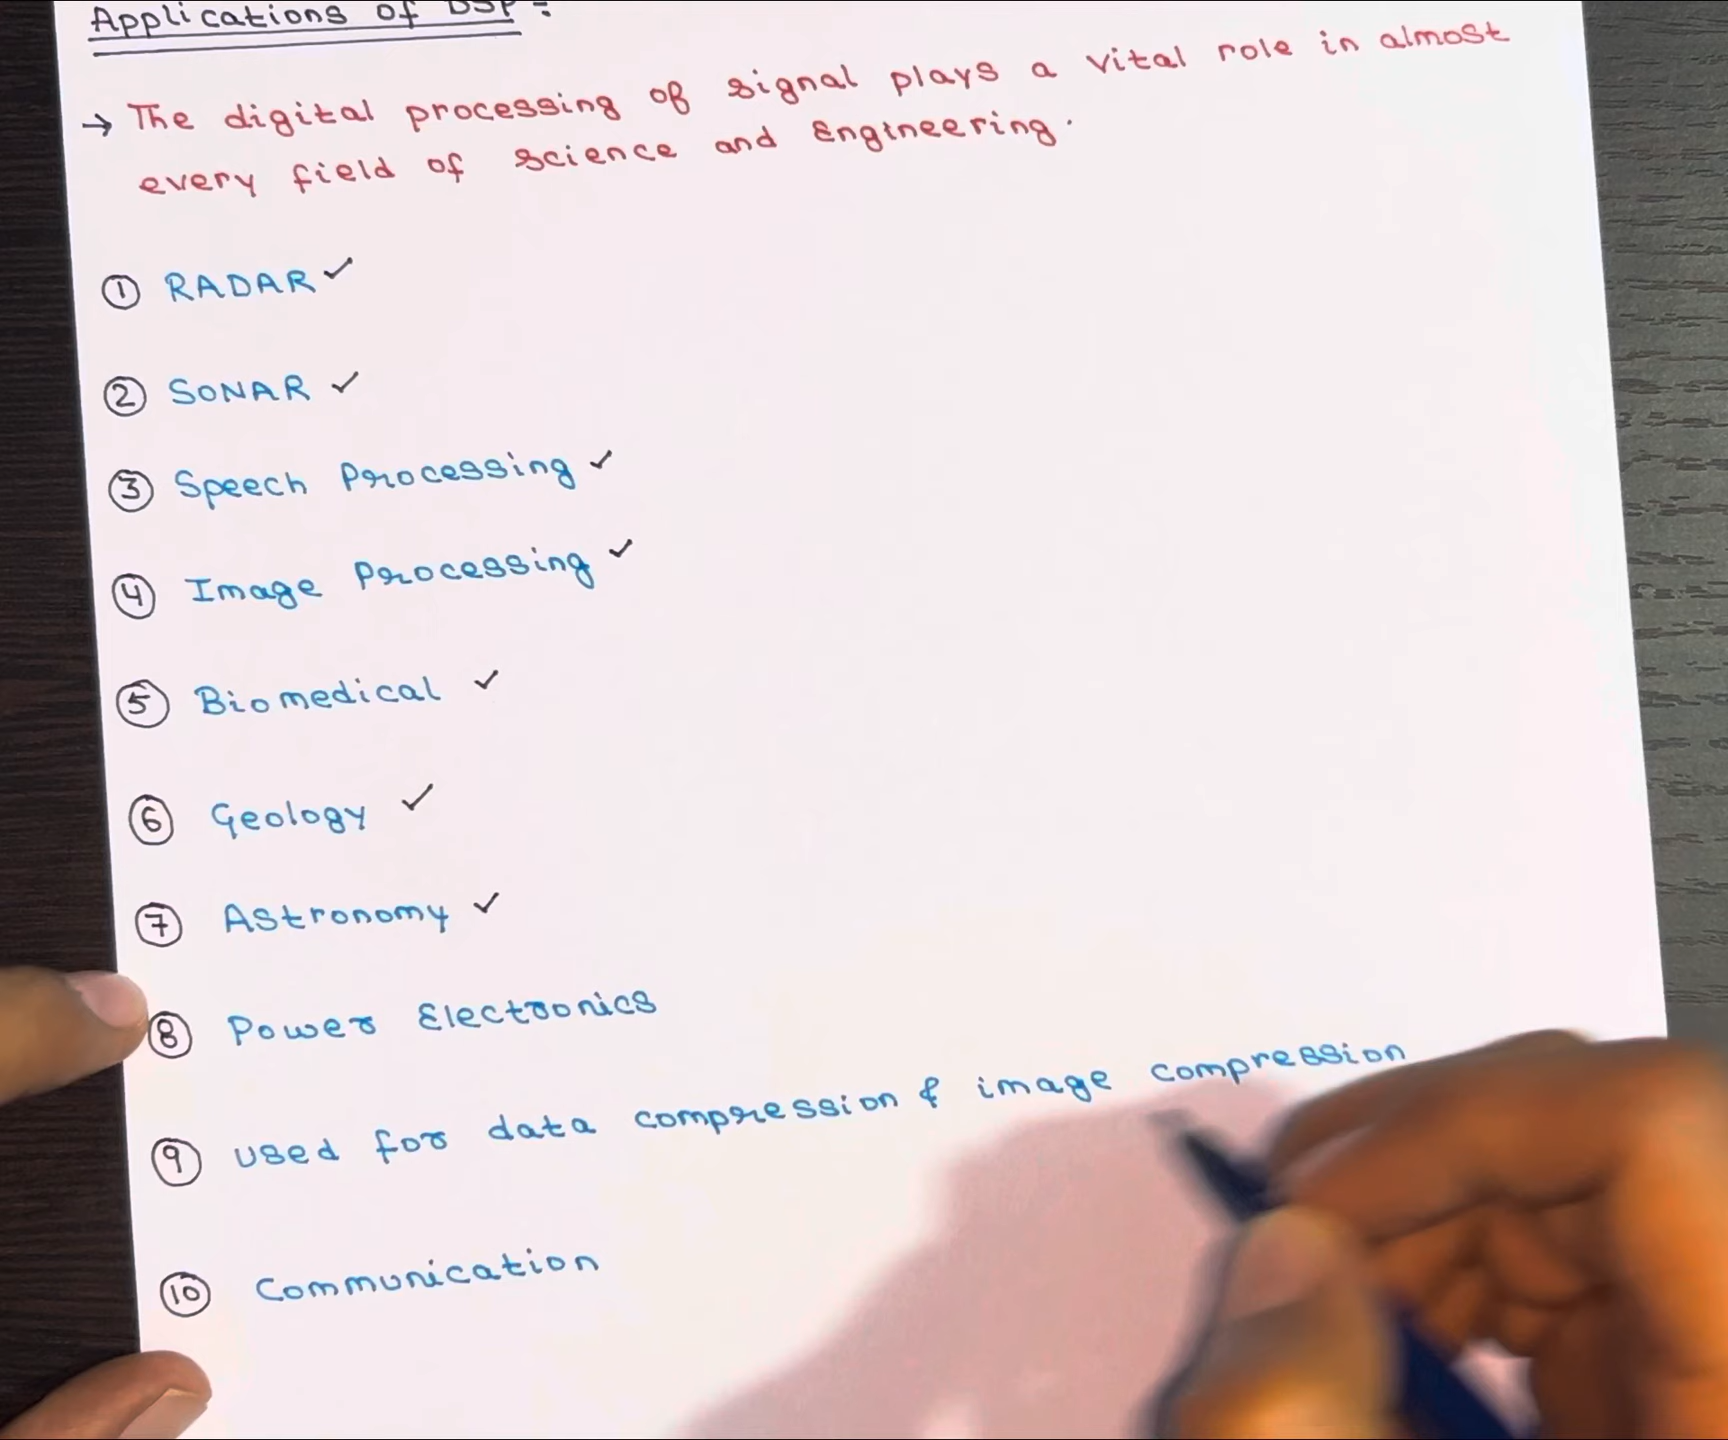 Applications of DSP :
→ The digital processing of signal plays a vital role in almost
every field of science and Engineering.
① RADAR ✓
② SONAR ✓
③ Speech Processing ✓
④ Image Processing ✓
⑤ Biomedical ✓
⑥ Geology ✓
⑦ Astronomy ✓
⑧ Power Electronics
⑨ used for data compression & image compression
⑩ Communication